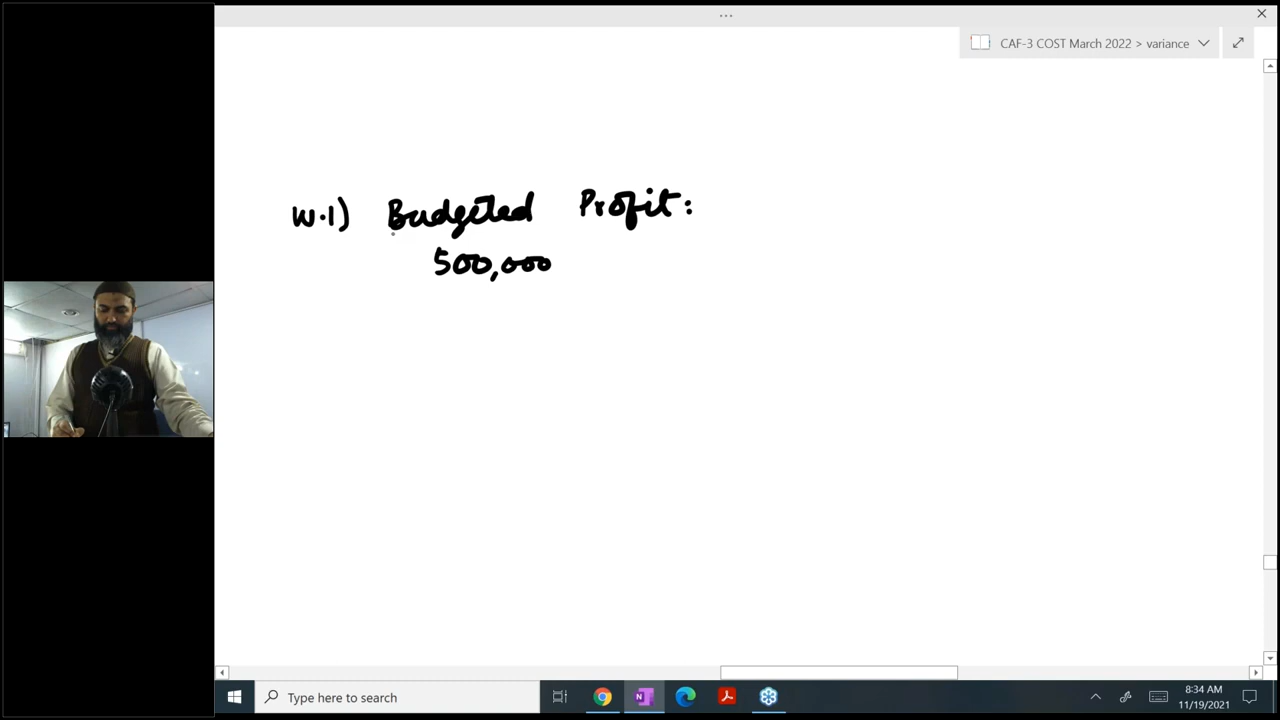 ...
CAF-3 COST March 2022 > variance
W.1) Budgeted Profit:
500,000
Type here to search
8:34 AM
11/19/2021